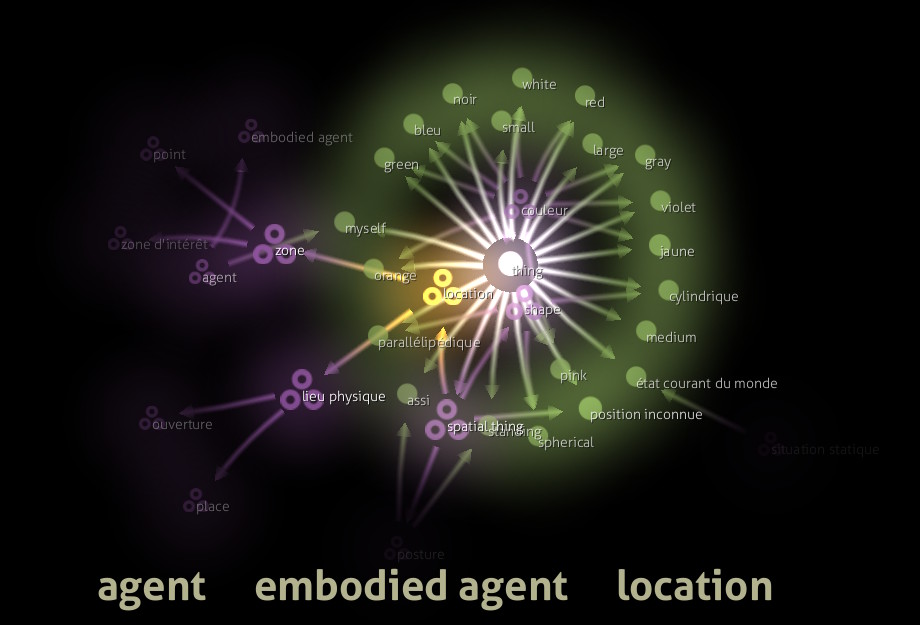 white
noir
red
bleu
small
embodied agent
large
point
green
gray
violet
couleur
myself
zone d'intérêt
zone
jaune
agent
orange
thing
location
cylindrique
shape
medium
parallélipédique
pink
état courant du monde
lieu physique
assi
position inconnue
ouverture
spatial thing
standing
spherical
situation statique
place
posture
agent embodied agent location